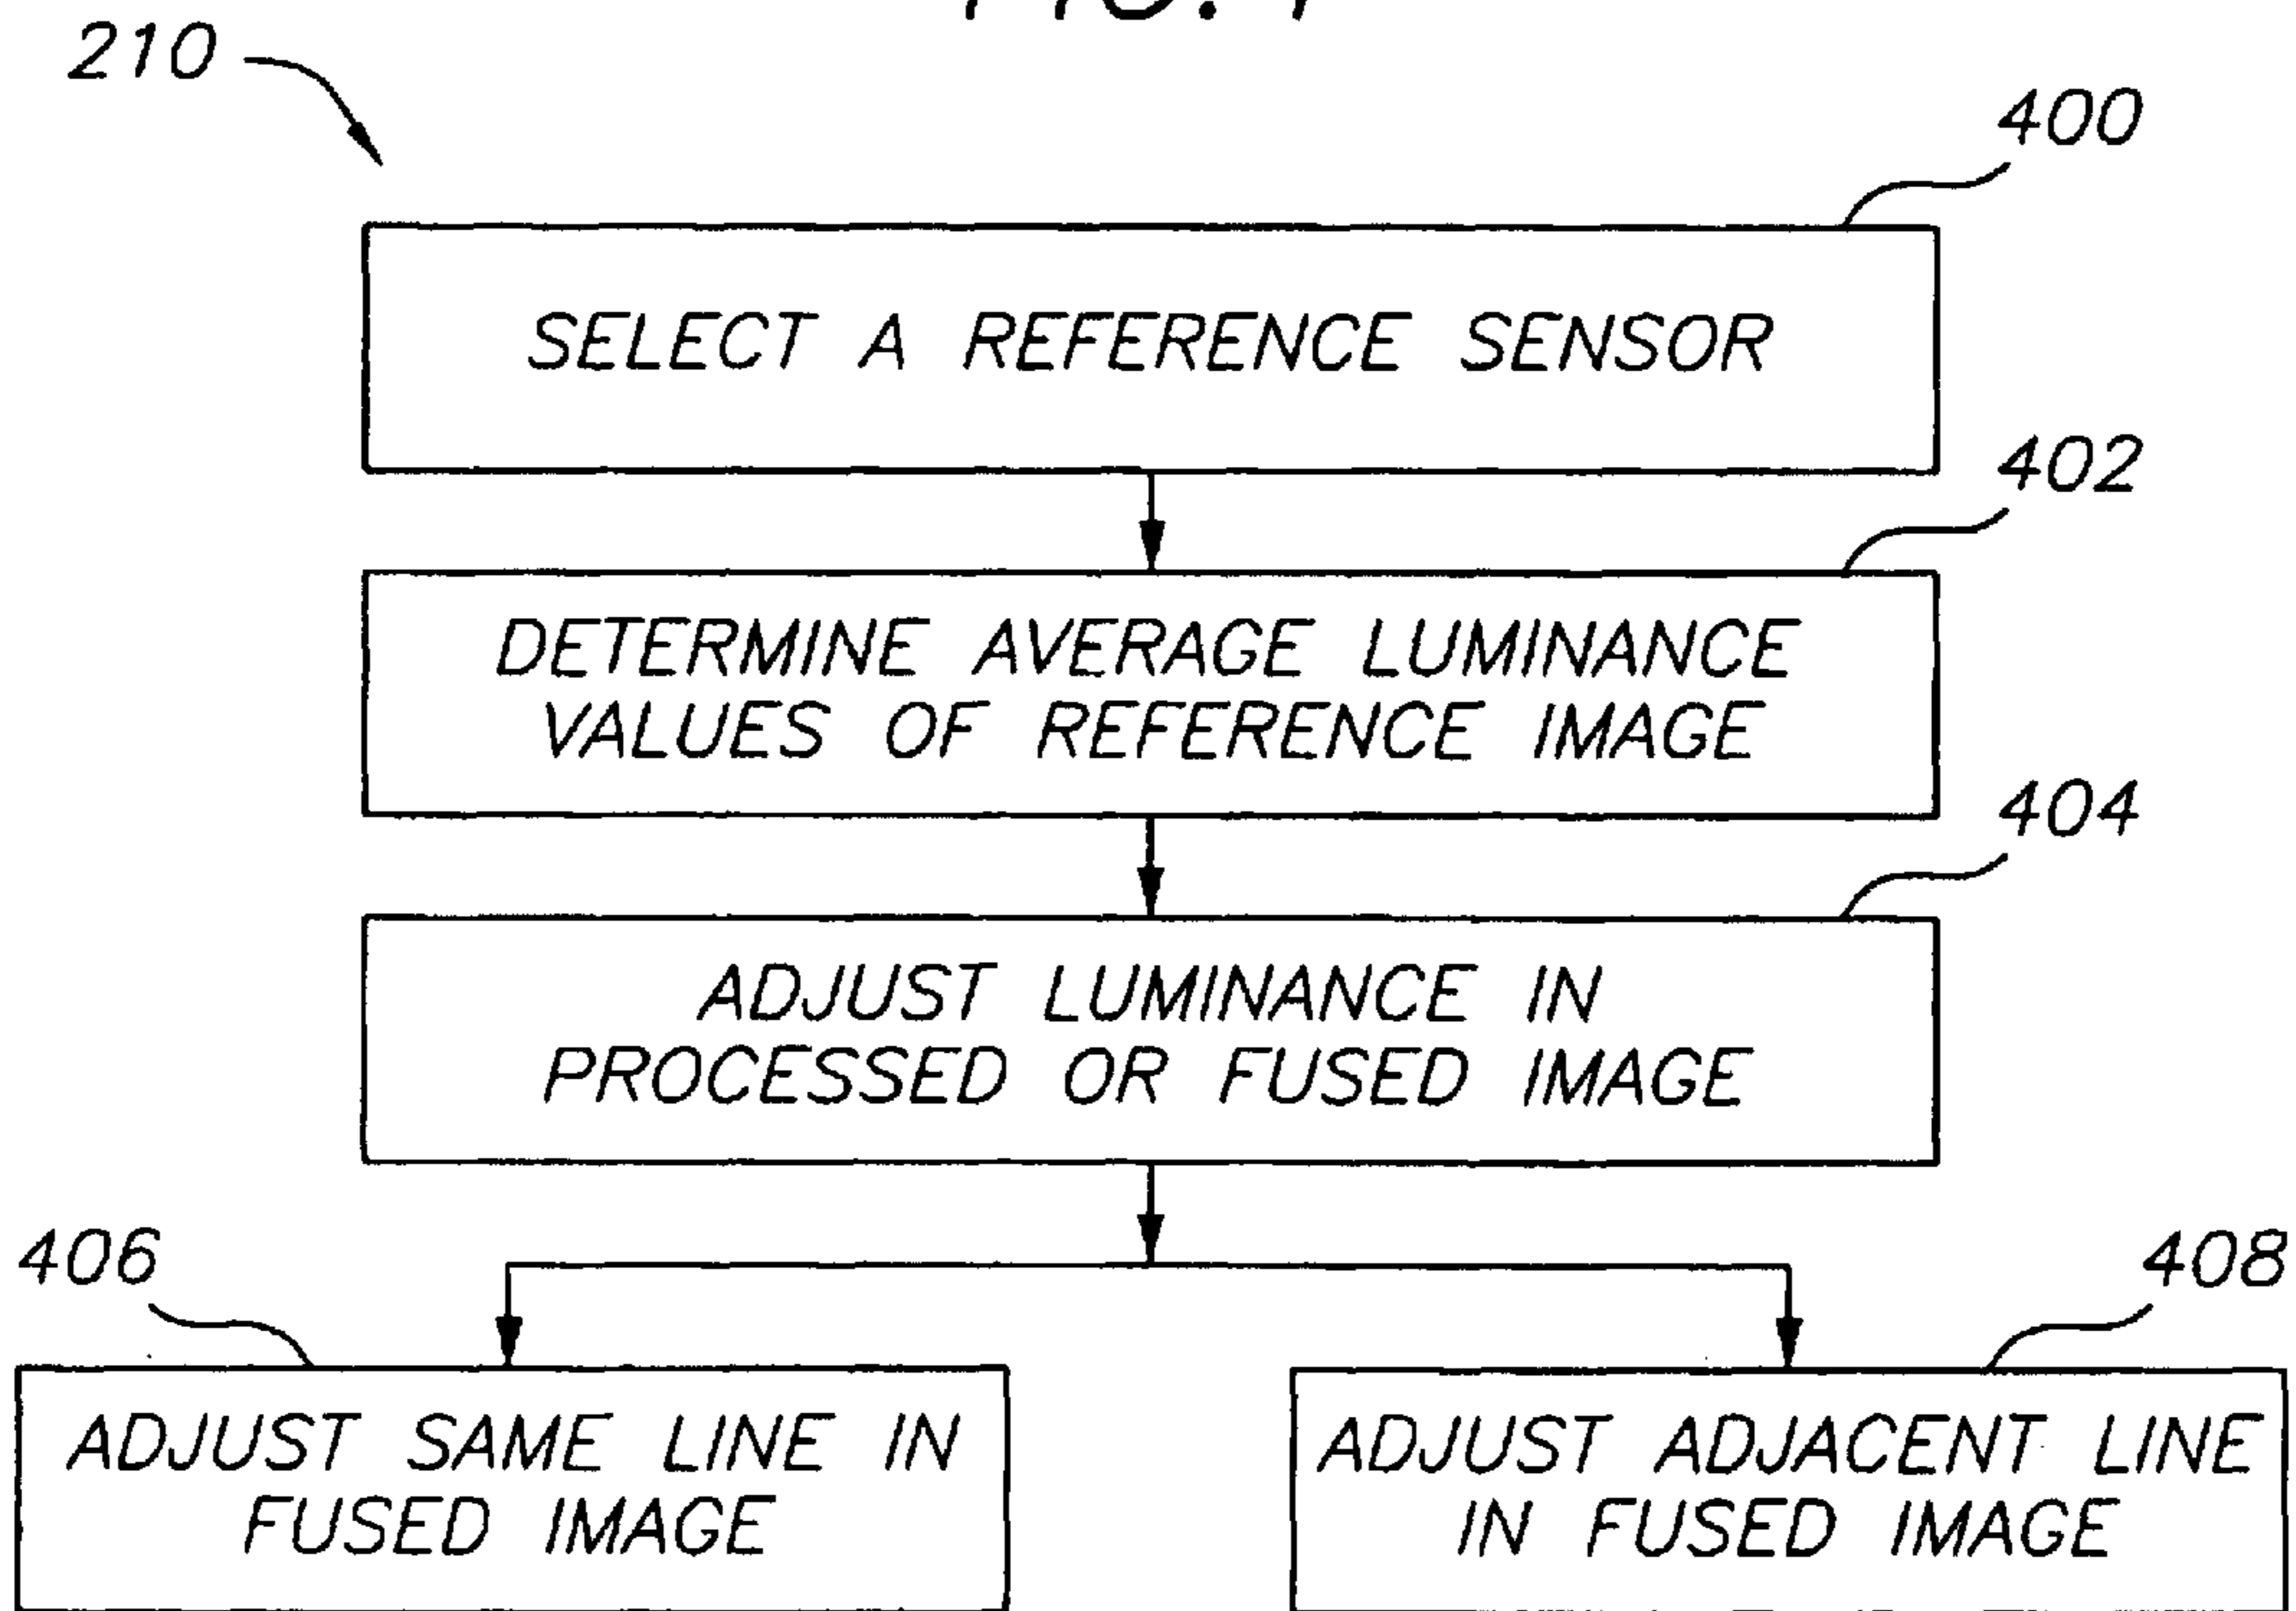 210
400
SELECT A REFERENCE SENSOR
402
DETERMINE AVERAGE LUMINANCE
VALUES OF REFERENCE IMAGE
404
ADJUST LUMINANCE IN
PROCESSED OR FUSED IMAGE
406
408
ADJUST SAME LINE IN
FUSED IMAGE
ADJUST ADJACENT LINE
IN FUSED IMAGE